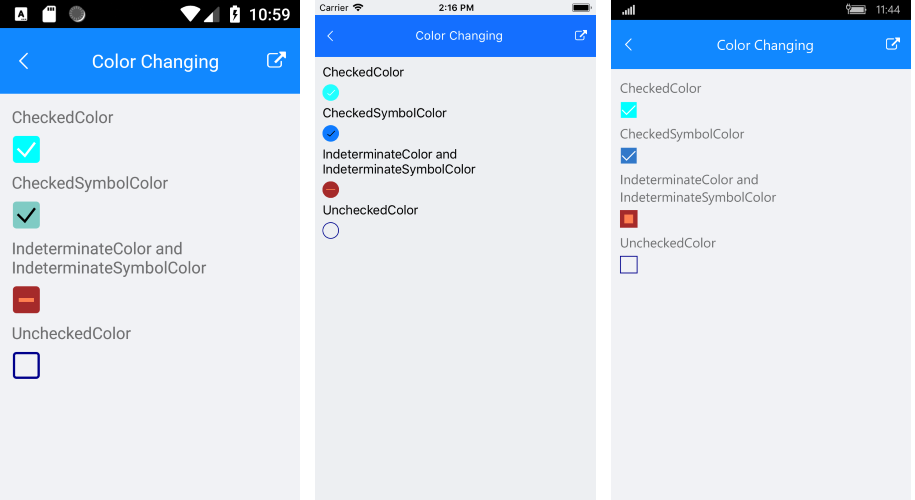 10:59
Color Changing
CheckedColor
CheckedSymbolColor
IndeterminateColor and
IndeterminateSymbolColor
UncheckedColor
Carrier
2:16 PM
Color Changing
CheckedColor
CheckedSymbolColor
IndeterminateColor and
IndeterminateSymbolColor
UncheckedColor
11:44
Color Changing
CheckedColor
CheckedSymbolColor
IndeterminateColor and
IndeterminateSymbolColor
UncheckedColor